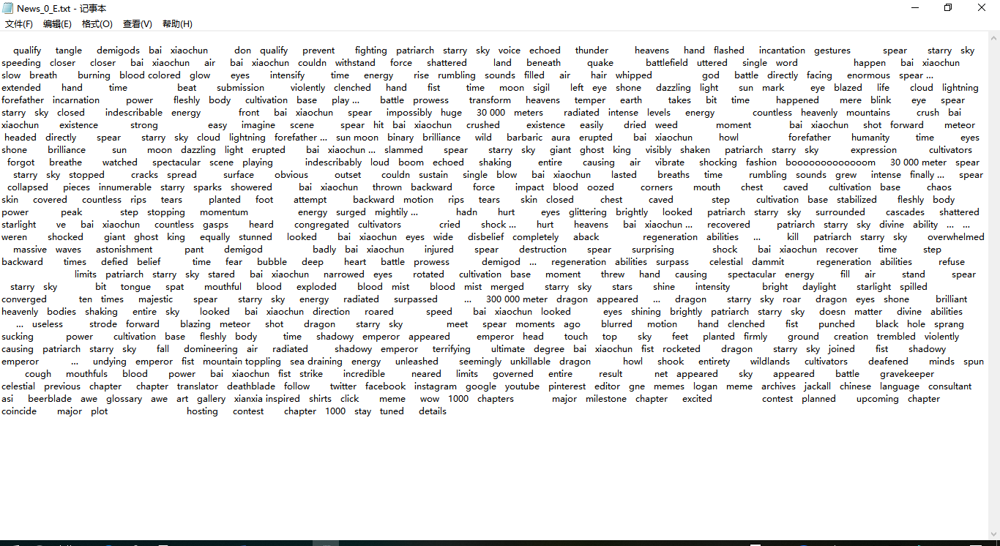 News_0_E.txt - 记事本
文件(F) 编辑(E) 格式(O) 查看(V) 帮助(H)
qualify tangle demigods bai xiaochun don qualify prevent fighting patriarch starry sky voice echoed thunder heavens hand flashed incantation gestures spear starry sky
speeding closer closer bai xiaochun air bai xiaochun couldn withstand force shattered land beneath quake battlefield uttered single word happen bai xiaochun
slow breath burning blood colored glow eyes intensify time energy rise rumbling sounds filled air hair whipped god battle directly facing enormous spear ...
extended hand time beat submission violently clenched hand fist time moon sigil left eye shone dazzling light sun mark eye blazed life cloud lightning
forefather incarnation power fleshly body cultivation base play ... battle prowess transform heavens temper earth takes bit time happened mere blink eye spear
starry sky closed indescribable energy front bai xiaochun spear impossibly huge 30 000 meters radiated intense levels energy countless heavenly mountains crush bai
xiaochun existence strong easy imagine scene spear hit bai xiaochun crushed existence easily dried weed moment bai xiaochun shot forward meteor
headed directly spear starry sky cloud lightning forefather ... sun moon binary brilliance wild barbaric aura erupted bai xiaochun howl forefather humanity time eyes
shone brilliance sun moon dazzling light erupted bai xiaochun ... slammed spear starry sky giant ghost king visibly shaken patriarch starry sky expression cultivators
forgot breathe watched spectacular scene playing indescribably loud boom echoed shaking entire causing air vibrate shocking fashion booooooooooooom 30 000 meter spear
starry sky stopped cracks spread surface obvious outset couldn sustain single blow bai xiaochun lasted breaths time rumbling sounds grew intense finally ... spear
collapsed pieces innumerable starry sparks showered bai xiaochun thrown backward force impact blood oozed corners mouth chest caved cultivation base chaos
skin covered countless rips tears planted foot attempt backward motion rips tears skin closed chest caved step cultivation base stabilized fleshly body
power peak step stopping momentum energy surged mightily ... hadn hurt eyes glittering brightly looked patriarch starry sky surrounded cascades shattered
starlight ve bai xiaochun countless gasps heard congregated cultivators cried shock ... hurt heavens bai xiaochun ... recovered patriarch starry sky divine ability ... ...
weren shocked giant ghost king equally stunned looked bai xiaochun eyes wide disbelief completely aback regeneration abilities ... kill patriarch starry sky overwhelmed
massive waves astonishment pant demigod badly bai xiaochun injured spear destruction spear surprising shock bai xiaochun recover time step
backward times defied belief time fear bubble deep heart battle prowess demigod ... regeneration abilities surpass celestial dammit regeneration abilities refuse
limits patriarch starry sky stared bai xiaochun narrowed eyes rotated cultivation base moment threw hand causing spectacular energy fill air stand spear
starry sky bit tongue spat mouthful blood exploded blood mist blood mist merged starry sky stars shine intensity bright daylight starlight spilled
converged ten times majestic spear starry sky energy radiated surpassed ... 300 000 meter dragon appeared ... dragon starry sky roar dragon eyes shone brilliant
heavenly bodies shaking entire sky looked bai xiaochun direction roared speed bai xiaochun looked eyes shining brightly patriarch starry sky doesn matter divine abilities
... useless strode forward blazing meteor shot dragon starry sky meet spear moments ago blurred motion hand clenched fist punched black hole sprang
sucking power cultivation base fleshly body time shadowy emperor appeared emperor head touch top sky feet planted firmly ground creation trembled violently
causing patriarch starry sky fall domineering air radiated shadowy emperor terrifying ultimate degree bai xiaochun fist rocketed dragon starry sky joined fist shadowy
emperor ... undying emperor fist mountain toppling sea draining energy unleashed seemingly unkillable dragon howl shook entirety wildlands cultivators deafened minds spun
cough mouthfuls blood power bai xiaochun fist strike incredible neared limits governed entire result net appeared sky appeared battle gravekeeper
celestial previous chapter chapter translator deathblade follow twitter facebook instagram google youtube pinterest editor gne memes logan meme archives jackall chinese language consultant
asi beerblade awe glossary awe art gallery xianxia inspired shirts click meme wow 1000 chapters major milestone chapter excited contest planned upcoming chapter
coincide major plot hosting contest chapter 1000 stay tuned details